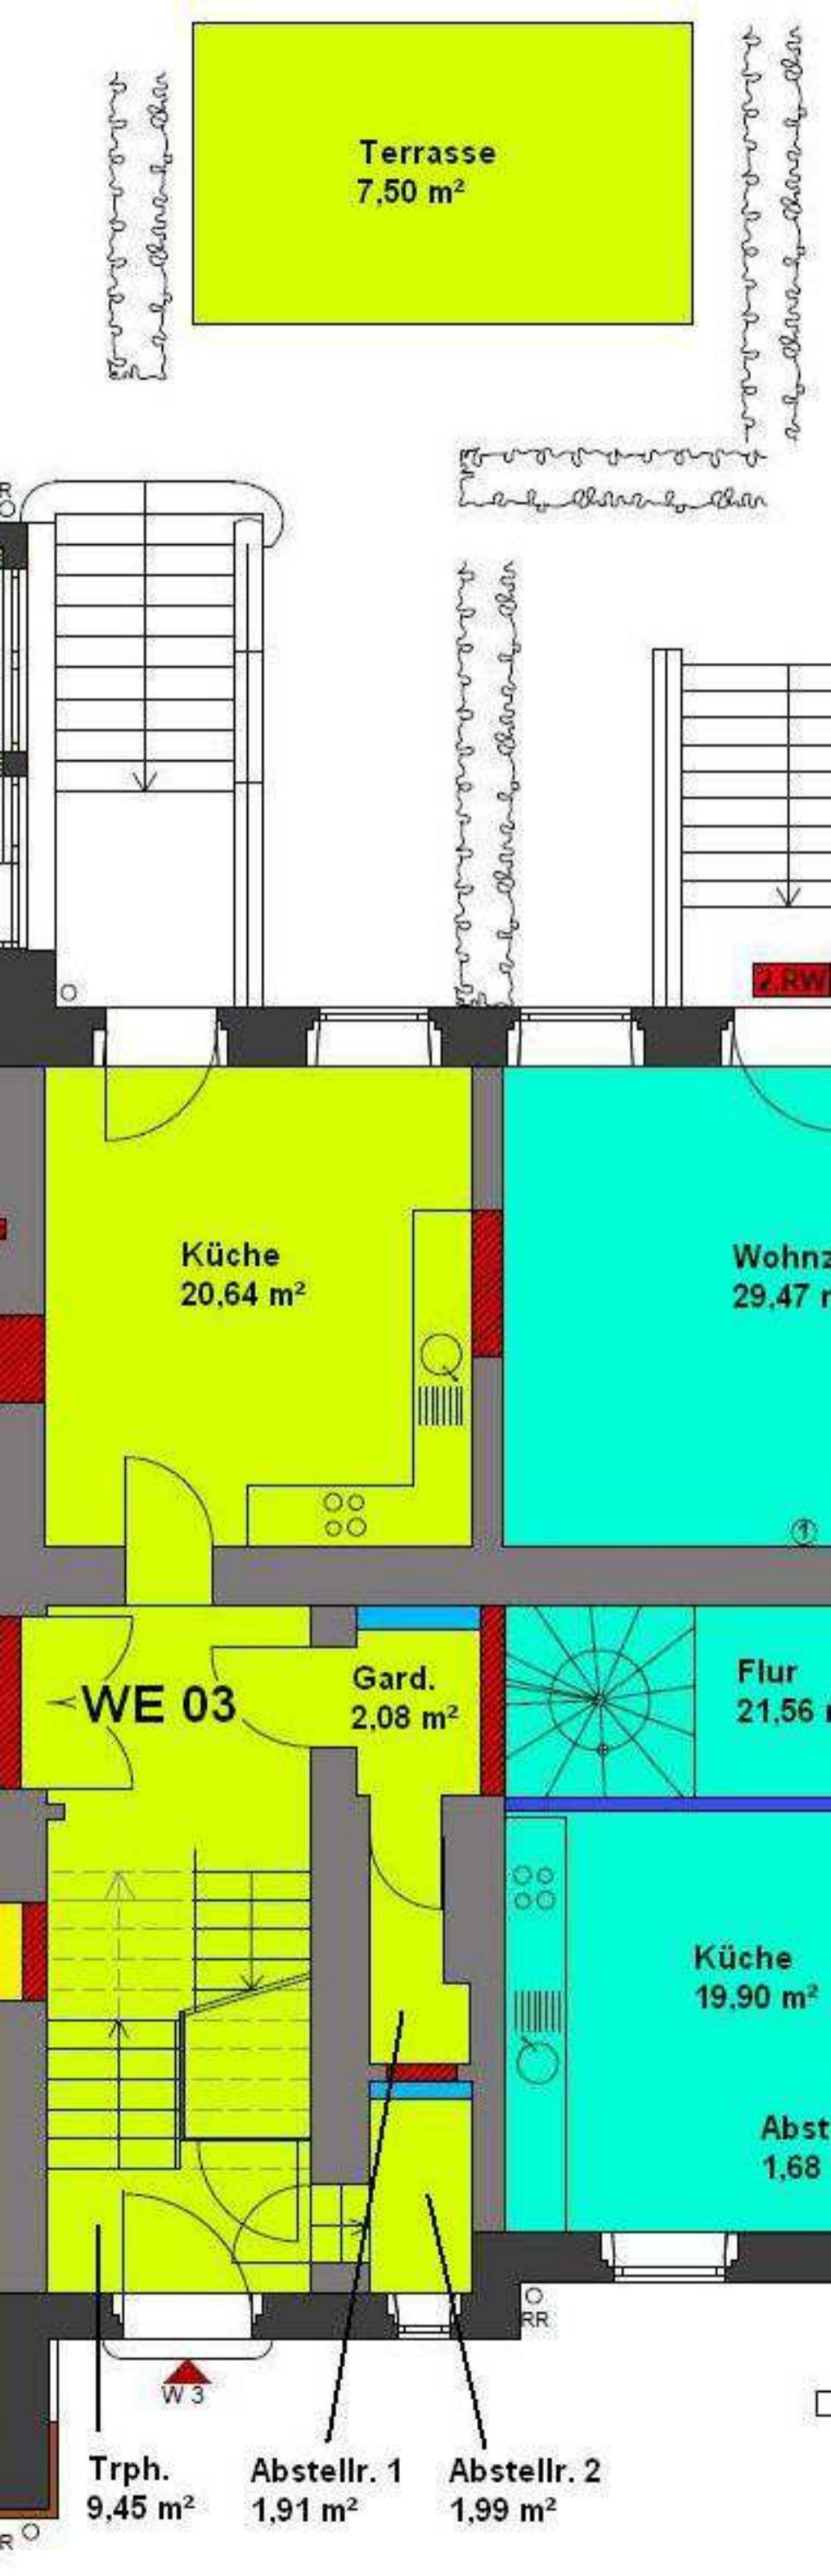 Terrasse
7,50 m²
R
2.RW
Küche
20,64 m²
Wohnz
29,47 m
1
WE 03
Gard.
2,08 m²
Flur
21,56
Küche
19,90 m²
Abst
1,68
RR
W 3
Trph.
9,45 m²
Abstellr. 1
1,91 m²
Abstellr. 2
1,99 m²
R